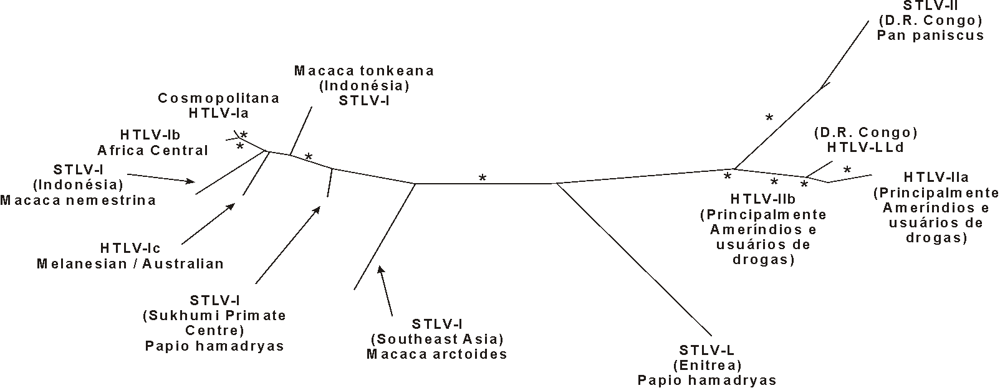 STLV-II
(D.R. Congo)
Pan paniscus
Macaca tonkeana
(Indonésia)
STLV-I
Cosmopolitana
HTLV-Ia
*
HTLV-Ib
Africa Central
*
*
STLV-I
(Indonésia)
Macaca nemestrina
*
*
(D.R. Congo)
HTLV-LLd
*
*
*
*
HTLV-IIa
(Principalmente
Ameríndios e
usuários de
drogas)
HTLV-IIb
(Principalmente
Ameríndios e
usuários de
drogas)
HTLV-Ic
Melanesian / Australian
STLV-I
(Sukhumi Primate
Centre)
Papio hamadryas
STLV-I
(Southeast Asia)
Macaca arctoides
STLV-L
(Enitrea)
Papio hamadryas